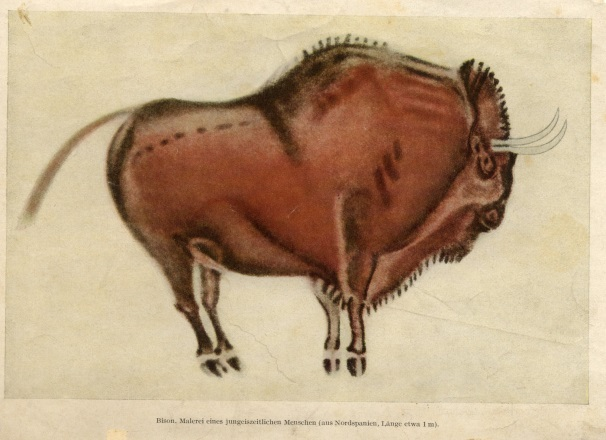 Bison, Malerei eines jungeiszeitlichen Menschen (aus Nordspanien, Länge etwa 1 m).